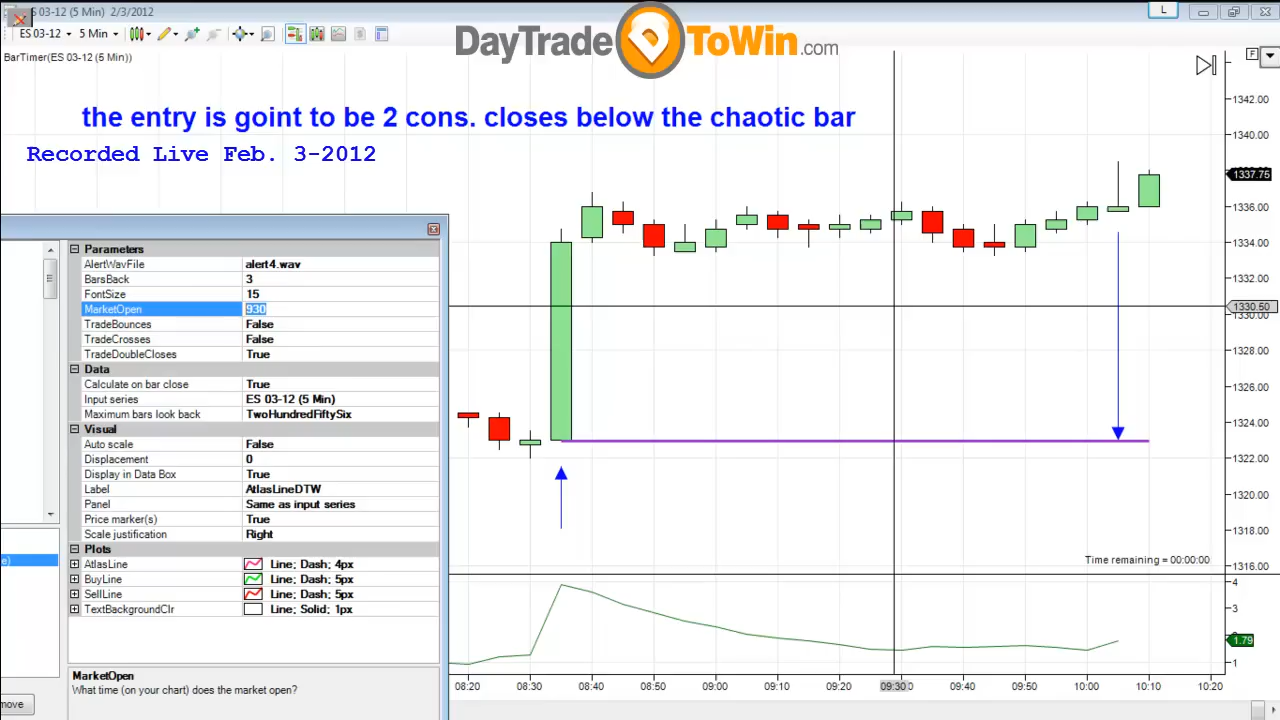 ES 03-12 (5 Min) 2/3/2012
L
ES 03-12 5 Min
DayTradeToWin.com
BarTimer(ES 03-12 (5 Min))
F
the entry is goint to be 2 cons. closes below the chaotic bar
Recorded Live Feb. 3-2012
Parameters
AlertWavFile alert4.wav
BarsBack 3
FontSize 15
MarketOpen 930
TradeBounces False
TradeCrosses False
TradeDoubleCloses True
Data
Calculate on bar close True
Input series ES 03-12 (5 Min)
Maximum bars look back TwoHundredFiftySix
Visual
Auto scale False
Displacement 0
Display in Data Box True
Label AtlasLineDTW
Panel Same as input series
Price marker(s) True
Scale justification Right
Plots
AtlasLine Line; Dash; 4px
BuyLine Line; Dash; 5px
SellLine Line; Dash; 5px
TextBackgroundClr Line; Solid; 1px
MarketOpen
What time (on your chart) does the market open?
move
1342.00
1340.00
1337.75
1336.00
1334.00
1332.00
1330.50
1330.00
1328.00
1326.00
1324.00
1322.00
1320.00
1318.00
1316.00
Time remaining = 00:00:00
4
3
1.79
1
08:20 08:30 08:40 08:50 09:00 09:10 09:20 09:30 09:40 09:50 10:00 10:10 10:20